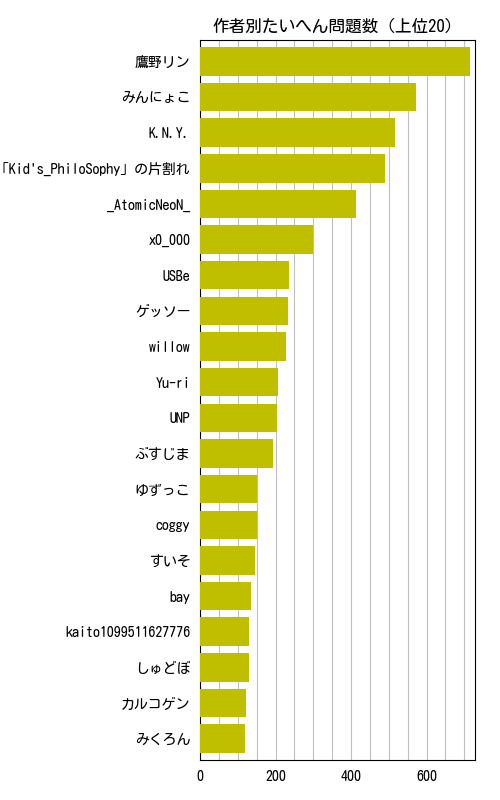 作者別たいへん問題数（上位20）
鷹野リン
みんにょこ
K.N.Y.
「Kid's_PhiloSophy」の片割れ
_AtomicNeoN_
x0_000
USBe
ゲッソー
willow
Yu-ri
UNP
ぶすじま
ゆずっこ
coggy
すいそ
bay
kaito1099511627776
しゅどぼ
カルコゲン
みくろん
0 200 400 600